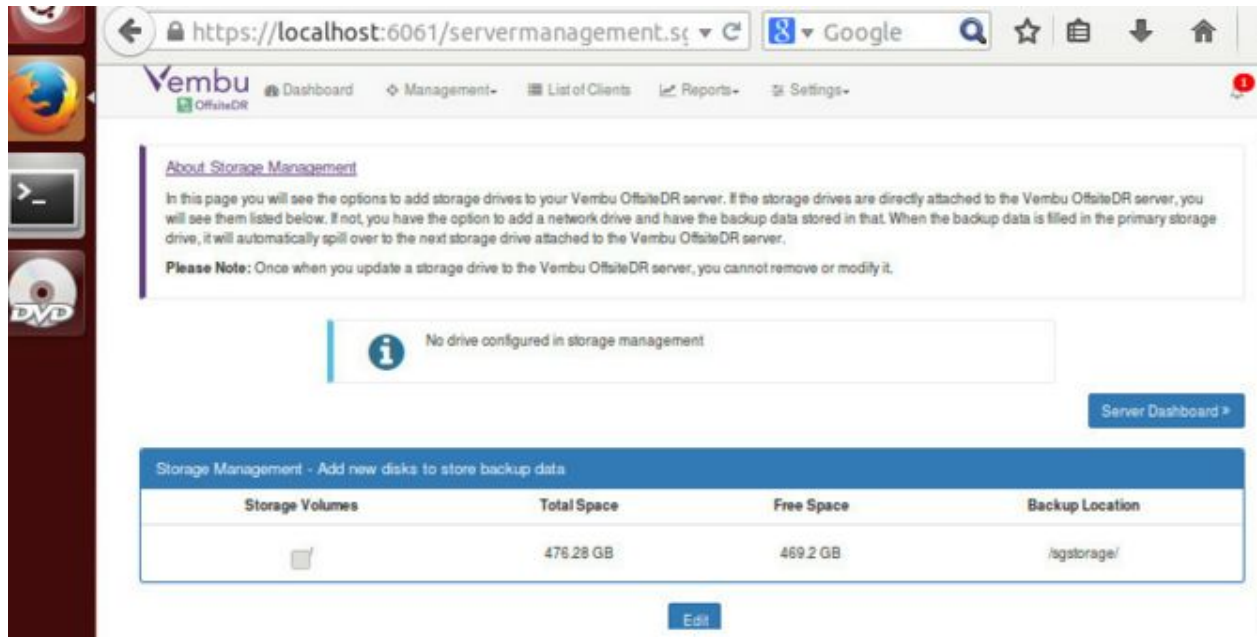 https://localhost:6061/servermanagement.sg
Google
Vembu
OffsiteDR
Dashboard
Management
List of Clients
Reports
Settings
1
>_
DVD
About Storage Management
In this page you will see the options to add storage drives to your Vembu OffsiteDR server. If the storage drives are directly attached to the Vembu OffsiteDR server, you
will see them listed below. If not, you have the option to add a network drive and have the backup data stored in that. When the backup data is filled in the primary storage
drive, it will automatically spill over to the next storage drive attached to the Vembu OffsiteDR server.
Please Note: Once when you update a storage drive to the Vembu OffsiteDR server, you cannot remove or modify it.
No drive configured in storage management
Server Dashboard »
Storage Management - Add new disks to store backup data
Storage Volumes Total Space Free Space Backup Location
/ 476.28 GB 469.2 GB /sgstorage/
Edit